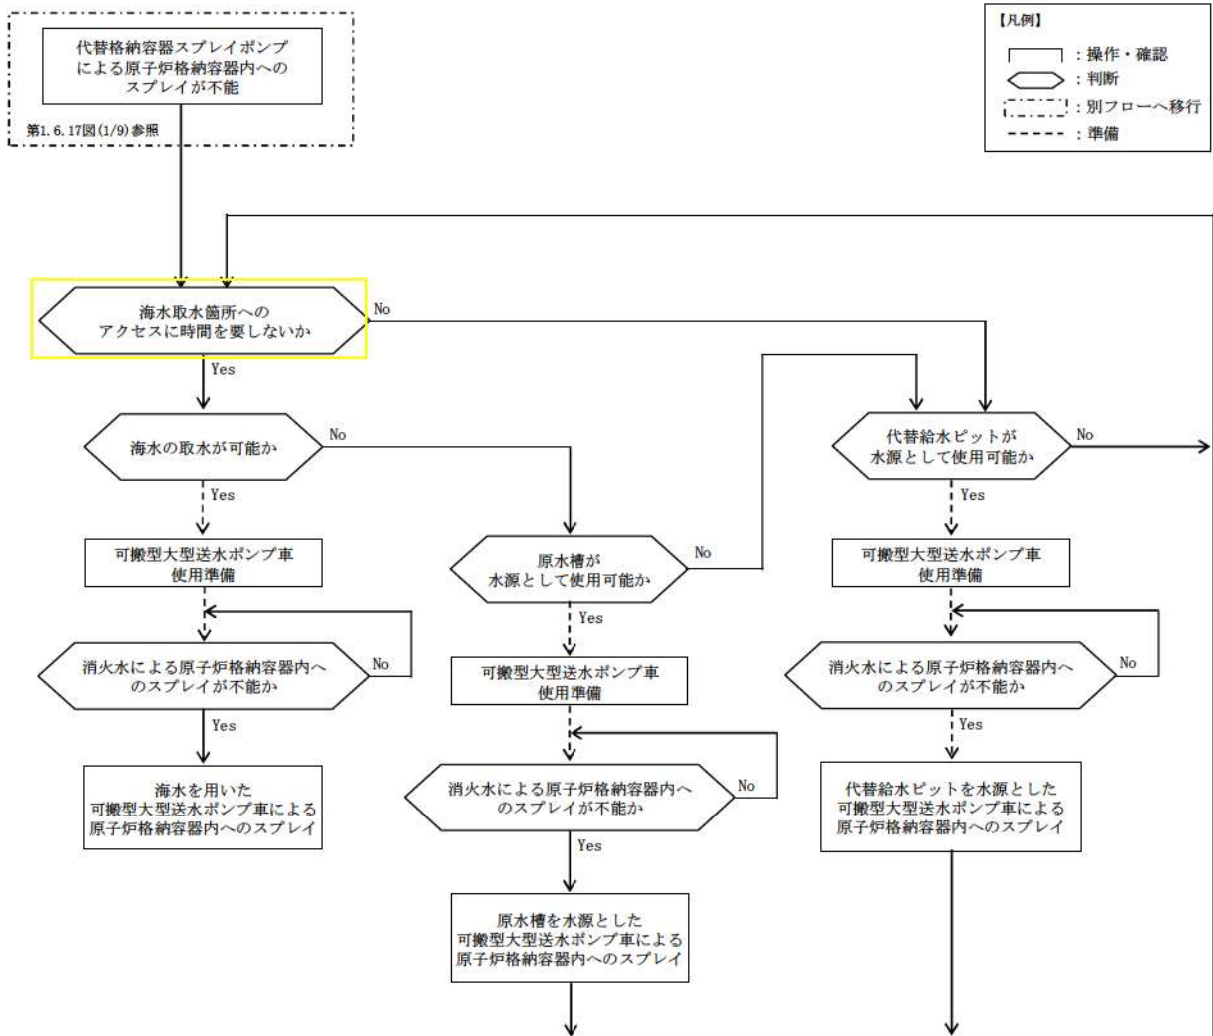 代替格納容器スプレイポンプ
による原子炉格納容器内への
スプレイが不能
第1.6.17図(1/9)参照
【凡例】
：操作・確認
：判断
：別フローへ移行
：準備
海水取水箇所への
アクセスに時間を要しないか
No
Yes
海水の取水が可能か
No
Yes
代替給水ピットが
水源として使用可能か
No
Yes
可搬型大型送水ポンプ車
使用準備
原水槽が
水源として使用可能か
No
Yes
可搬型大型送水ポンプ車
使用準備
消火水による原子炉格納容器内へ
のスプレイが不能か
No
Yes
可搬型大型送水ポンプ車
使用準備
消火水による原子炉格納容器内へ
のスプレイが不能か
No
Yes
海水を用いた
可搬型大型送水ポンプ車による
原子炉格納容器内へのスプレイ
消火水による原子炉格納容器内へ
のスプレイが不能か
No
Yes
代替給水ピットを水源とした
可搬型大型送水ポンプ車による
原子炉格納容器内へのスプレイ
原水槽を水源とした
可搬型大型送水ポンプ車による
原子炉格納容器内へのスプレイ